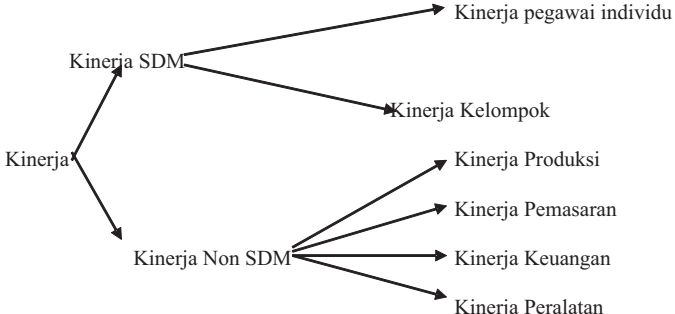 Kinerja pegawai individu
Kinerja SDM
Kinerja Kelompok
Kinerja
Kinerja Produksi
Kinerja Pemasaran
Kinerja Non SDM
Kinerja Keuangan
Kinerja Peralatan